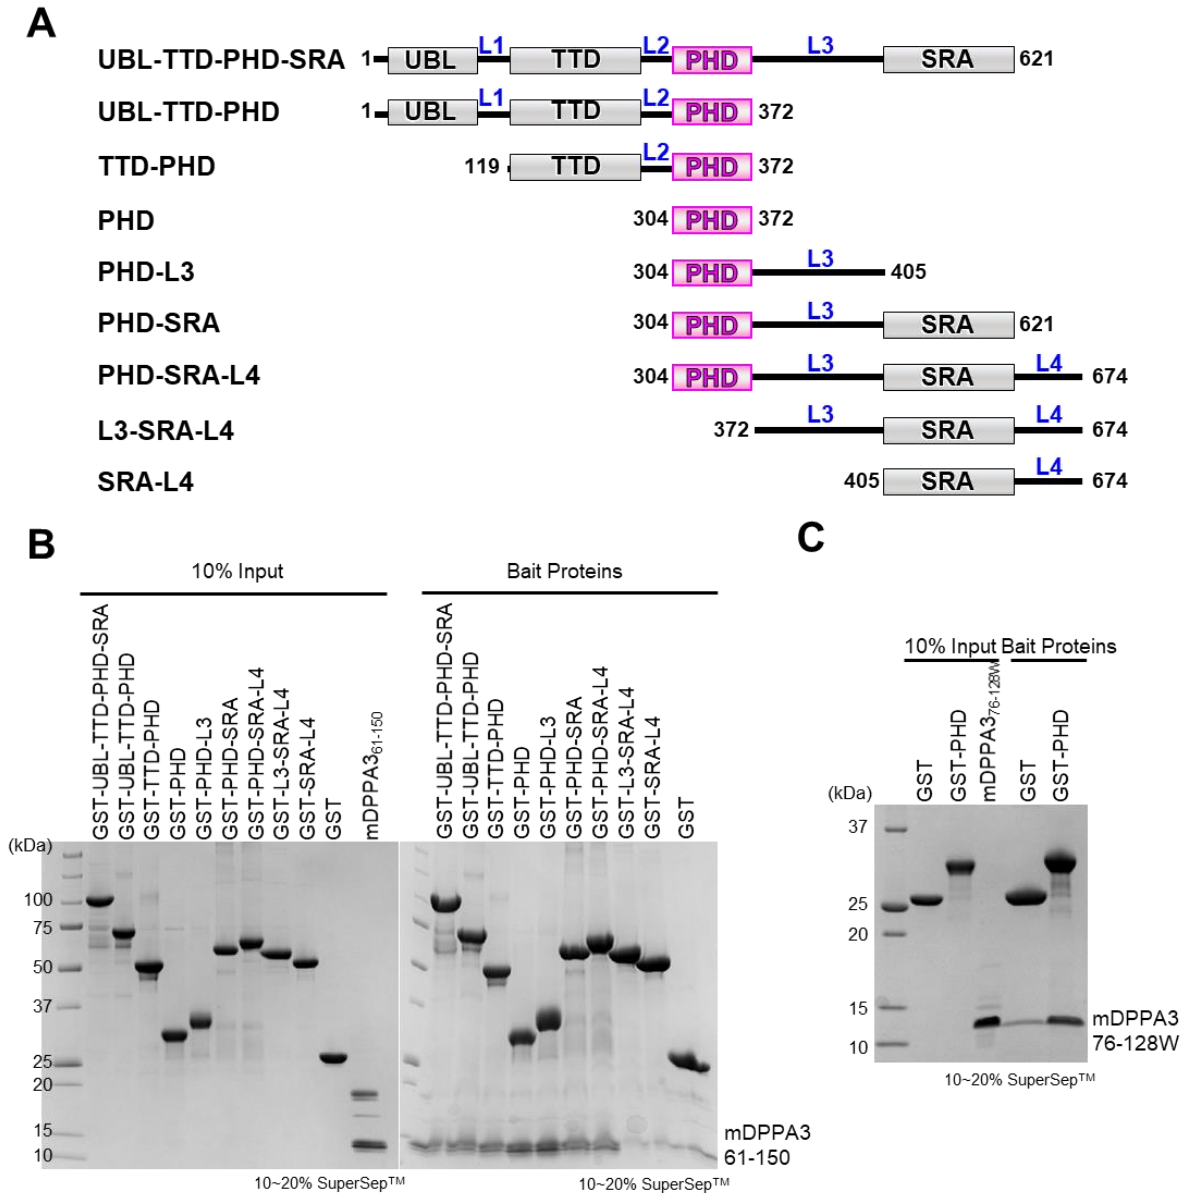 A
UBL-TTD-PHD-SRA 1 UBL L1 TTD L2 PHD L3 SRA 621
UBL-TTD-PHD 1 UBL L1 TTD L2 PHD 372
TTD-PHD 119 TTD L2 PHD 372
PHD 304 PHD 372
PHD-L3 304 PHD L3 405
PHD-SRA 304 PHD L3 SRA 621
PHD-SRA-L4 304 PHD L3 SRA L4 674
L3-SRA-L4 372 L3 SRA L4 674
SRA-L4 405 SRA L4 674
B
10% Input
Bait Proteins
GST-UBL-TTD-PHD-SRA
GST-UBL-TTD-PHD
GST-TTD-PHD
GST-PHD
GST-PHD-L3
GST-PHD-SRA
GST-PHD-SRA-L4
GST-L3-SRA-L4
GST-SRA-L4
GST
mDPPA3 61-150
GST-UBL-TTD-PHD-SRA
GST-UBL-TTD-PHD
GST-TTD-PHD
GST-PHD
GST-PHD-L3
GST-PHD-SRA
GST-PHD-SRA-L4
GST-L3-SRA-L4
GST-SRA-L4
GST
(kDa)
100
75
50
37
25
20
15
10
mDPPA3
61-150
10~20% SuperSep™
10~20% SuperSep™
C
10% Input Bait Proteins
GST
GST-PHD
mDPPA3 76-128W
GST
GST-PHD
(kDa)
37
25
20
15
10
mDPPA3
76-128W
10~20% SuperSep™